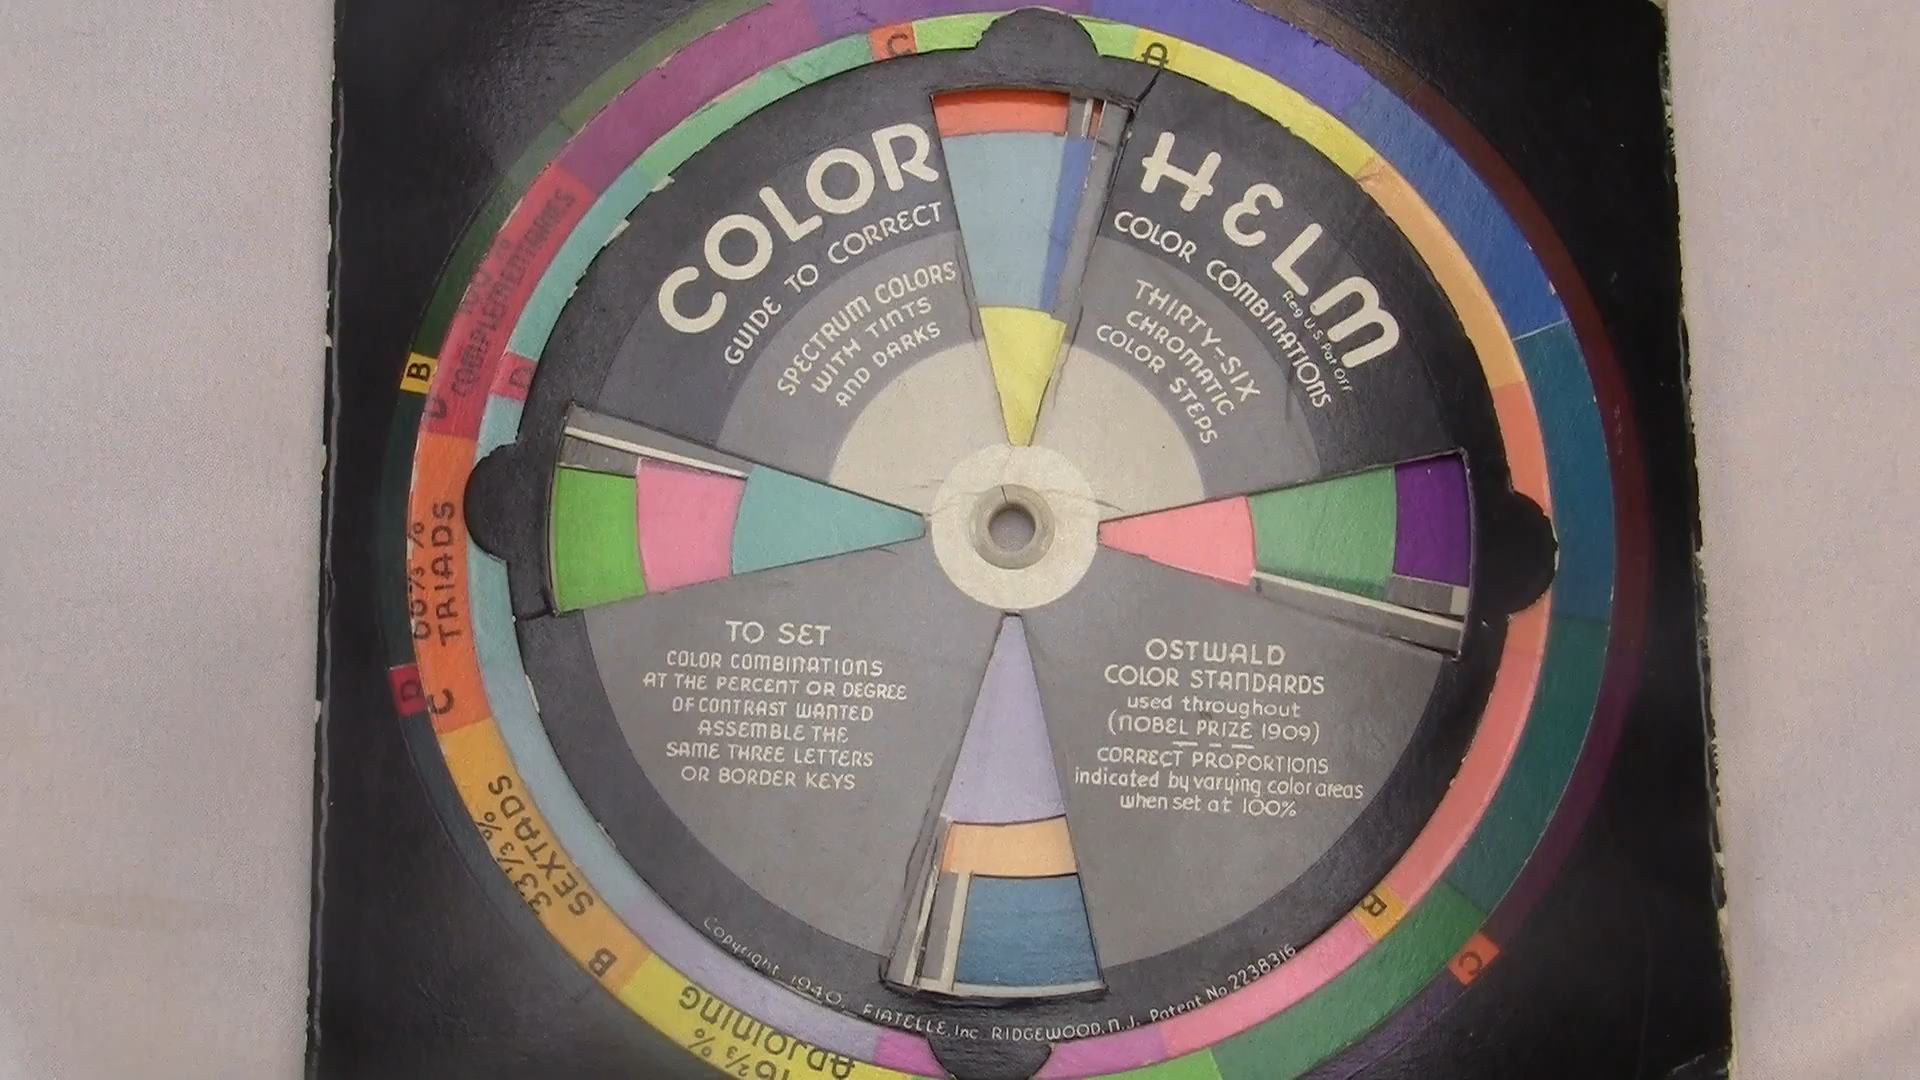 C
A
COLOR
HELM
Reg U.S. Pat Off
GUIDE TO CORRECT
COLOR COMBINATIONS
SPECTRUM COLORS
WITH TINTS
AND DARKS
THIRTY-SIX
CHROMATIC
COLOR STEPS
100%
COMPLEMENTARIES
D
D
B
66⅔%
TRIADS
C
D
33⅓%
SEXTADS
B
16⅔%
ADJOINING
A
B
C
TO SET
COLOR COMBINATIONS
AT THE PERCENT OR DEGREE
OF CONTRAST WANTED
ASSEMBLE THE
SAME THREE LETTERS
OR BORDER KEYS
OSTWALD
COLOR STANDARDS
used throughout
(NOBEL PRIZE 1909)
CORRECT PROPORTIONS
indicated by varying color areas
when set at 100%
Copyright 1940. FIATELLE, Inc. RIDGEWOOD, N.J. Patent No 2238316